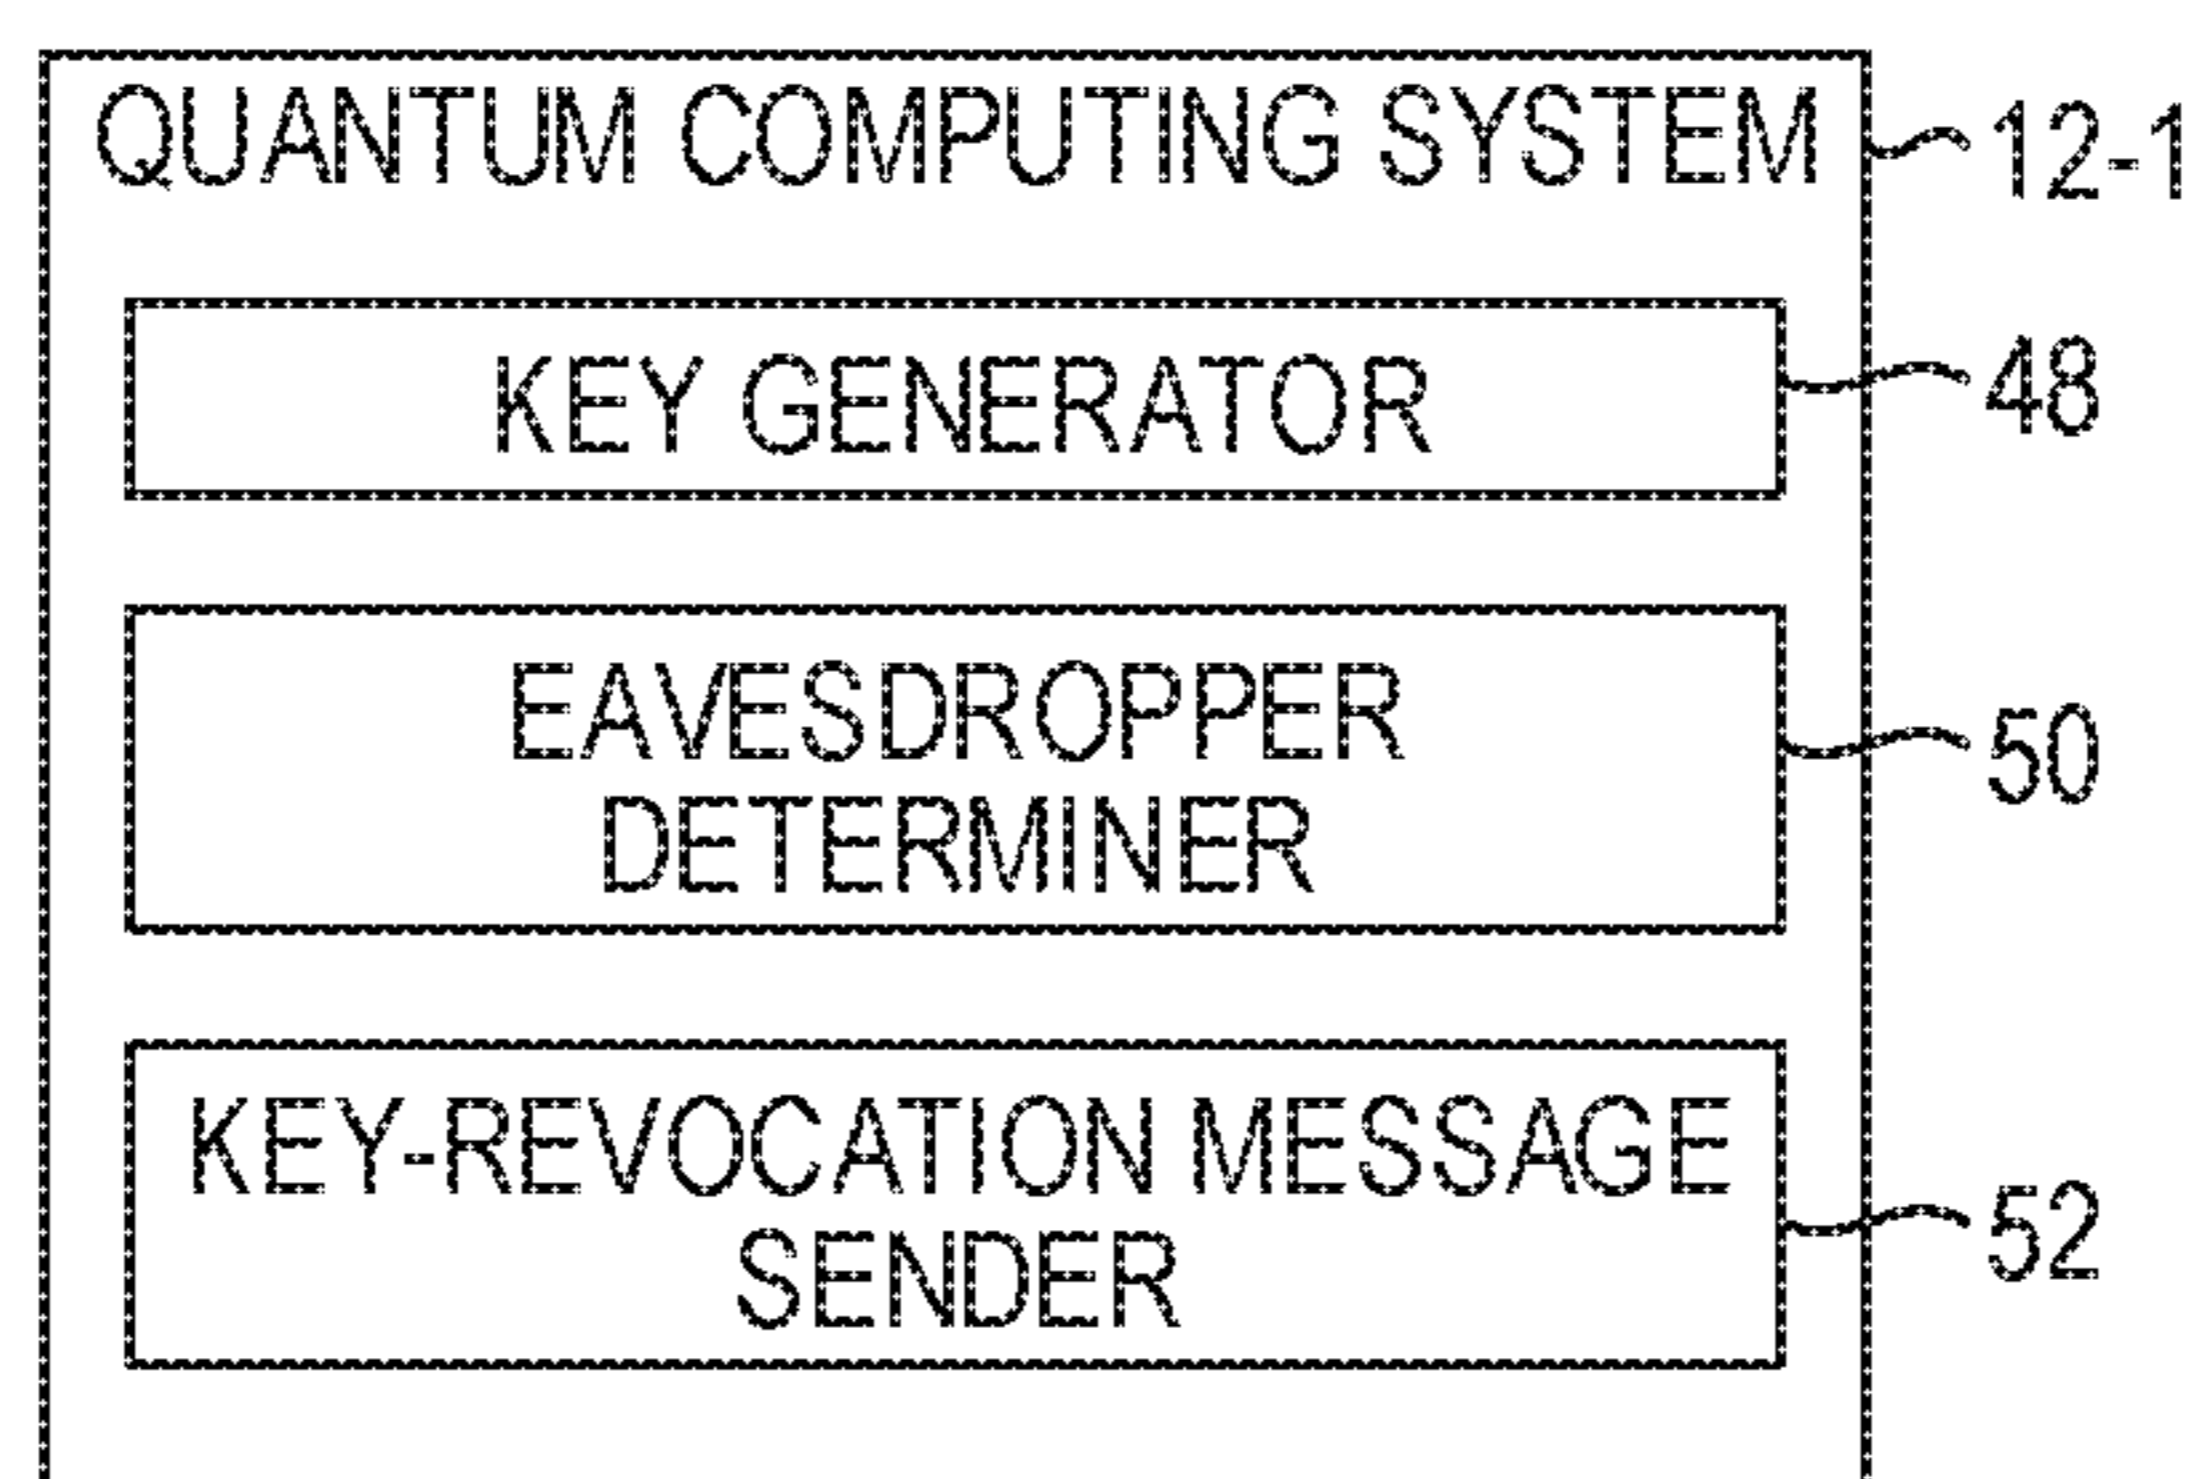 QUANTUM COMPUTING SYSTEM 12-1
KEY GENERATOR 48
EAVESDROPPER
DETERMINER
50
KEY-REVOCATION MESSAGE
SENDER
52